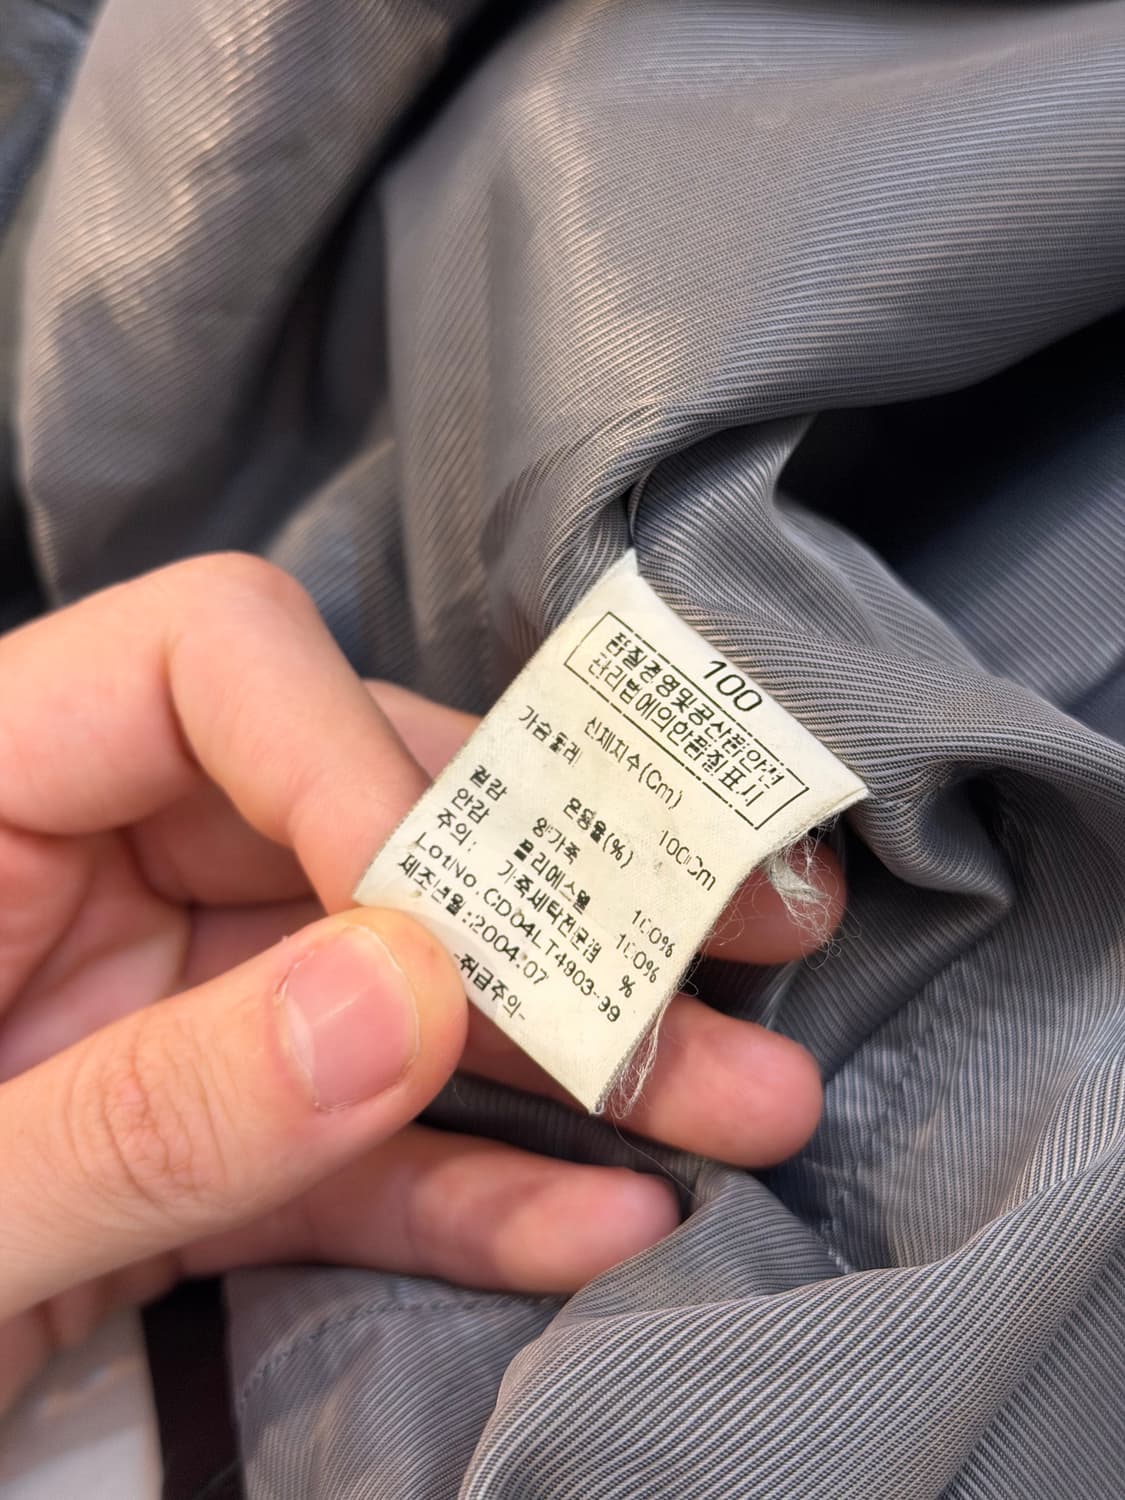 100
품질경영및공산품안전
관리법에의한품질표기
신체치수(Cm)
가슴둘레 100Cm
혼용율(%)
겉감 양가죽 100%
안감 폴리에스텔 100%
주의: 가죽세탁전문점 %
LotNo.CD04LT4903-99
제조년월:2004.07
-취급주의-